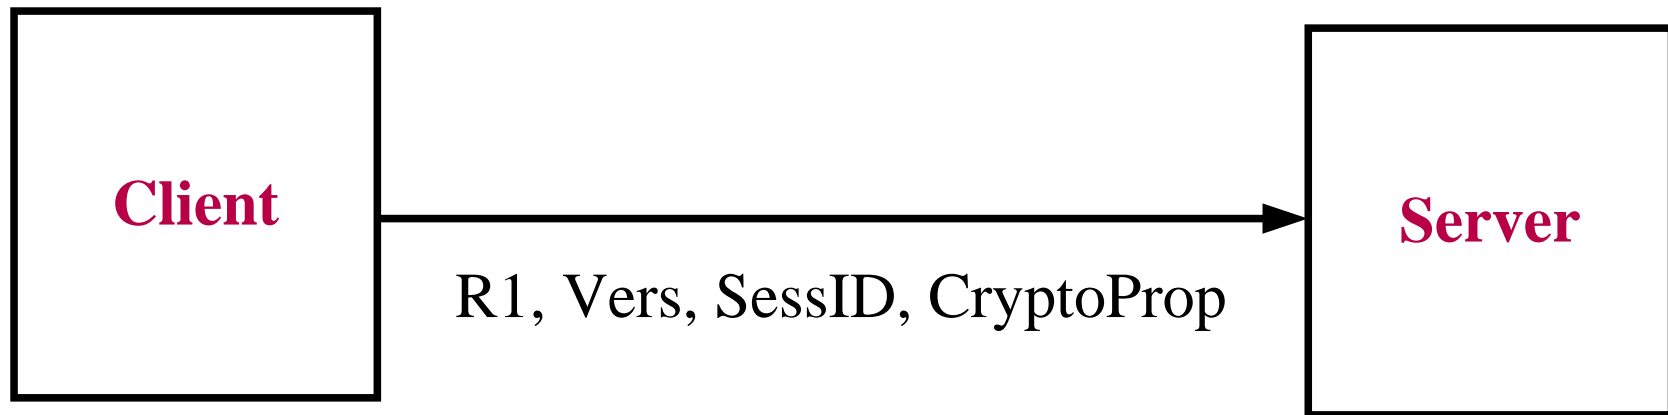 Client
Server
R1, Vers, SessID, CryptoProp